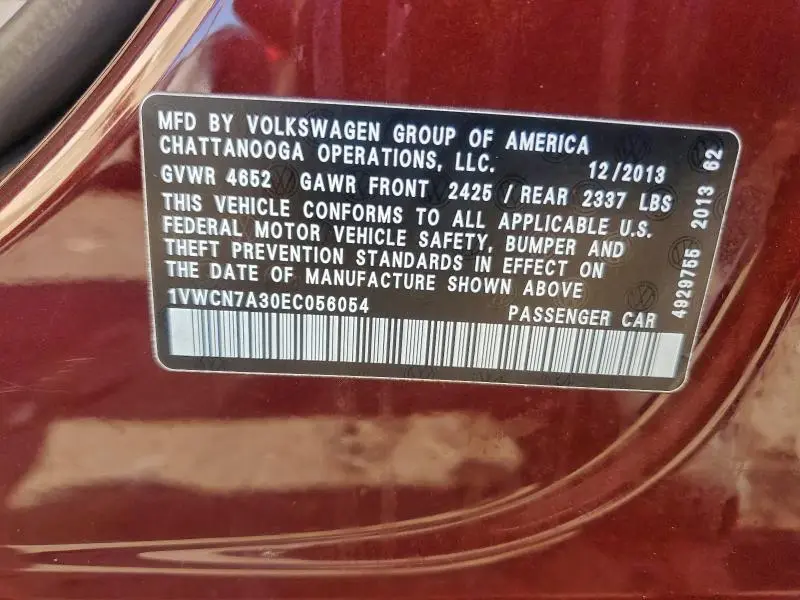 MFD BY VOLKSWAGEN GROUP OF AMERICA
CHATTANOOGA OPERATIONS, LLC. 12/2013
GVWR 4652 GAWR FRONT 2425 / REAR 2337 LBS
THIS VEHICLE CONFORMS TO ALL APPLICABLE U.S.
FEDERAL MOTOR VEHICLE SAFETY, BUMPER AND
THEFT PREVENTION STANDARDS IN EFFECT ON
THE DATE OF MANUFACTURE SHOWN ABOVE
1VWCN7A30EC056054 PASSENGER CAR
4929755 2013 62